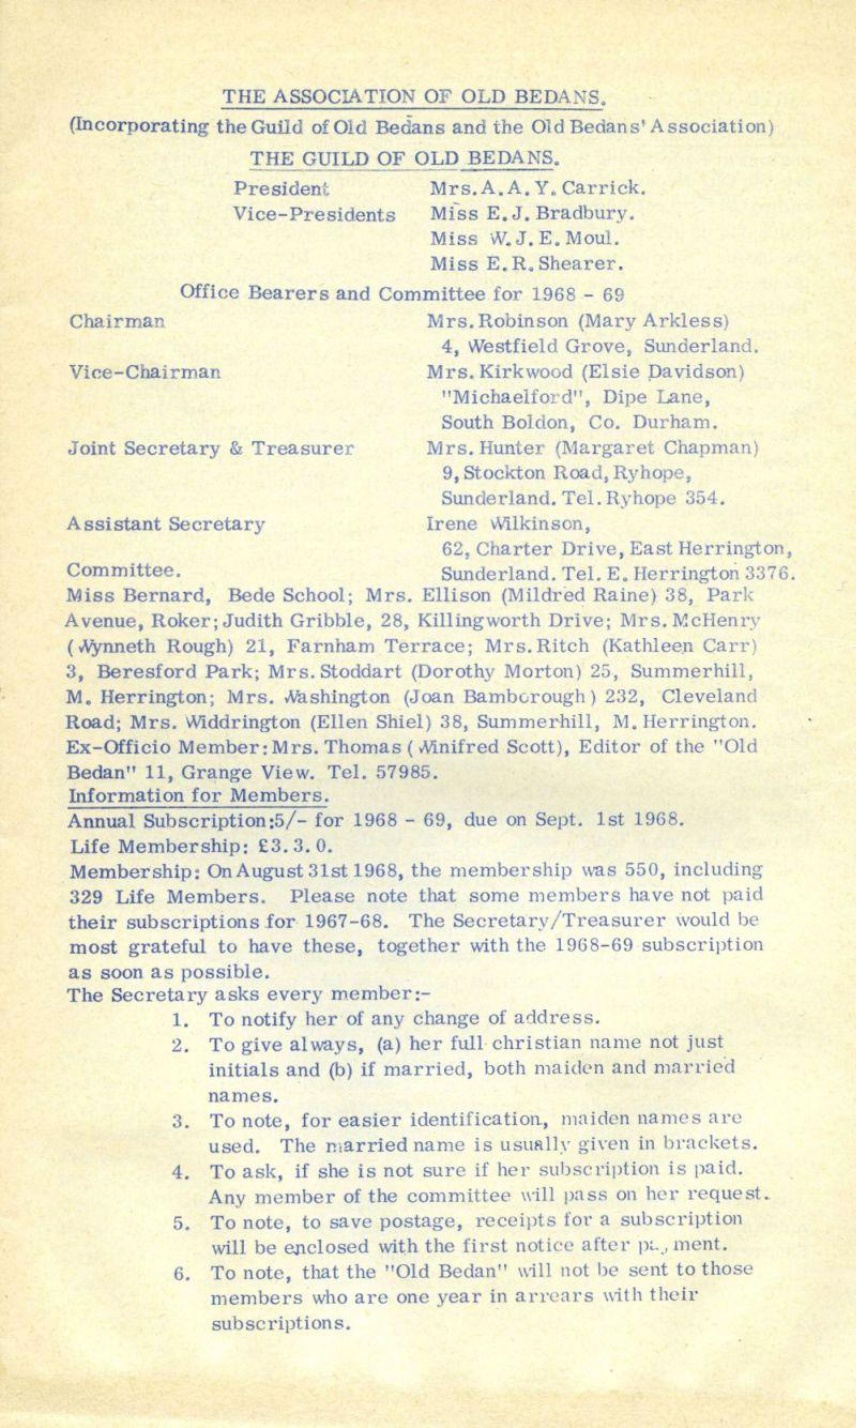 THE ASSOCIATION OF OLD BEDANS.
(Incorporating the Guild of Old Bedans and the Old Bedans' Association)
THE GUILD OF OLD BEDANS.
President Mrs. A. A. Y. Carrick.
Vice-Presidents Miss E. J. Bradbury.
Miss W. J. E. Moul.
Miss E. R. Shearer.
Office Bearers and Committee for 1968 - 69
Chairman Mrs. Robinson (Mary Arkless)
4, Westfield Grove, Sunderland.
Vice-Chairman Mrs. Kirkwood (Elsie Davidson)
"Michaelford", Dipe Lane,
South Boldon, Co. Durham.
Joint Secretary & Treasurer Mrs. Hunter (Margaret Chapman)
9, Stockton Road, Ryhope,
Sunderland. Tel. Ryhope 354.
Assistant Secretary Irene Wilkinson,
62, Charter Drive, East Herrington,
Committee. Sunderland. Tel. E. Herrington 3376.
Miss Bernard, Bede School; Mrs. Ellison (Mildred Raine) 38, Park
Avenue, Roker; Judith Gribble, 28, Killingworth Drive; Mrs. McHenry
(Wynneth Rough) 21, Farnham Terrace; Mrs. Ritch (Kathleen Carr)
3, Beresford Park; Mrs. Stoddart (Dorothy Morton) 25, Summerhill,
M. Herrington; Mrs. Washington (Joan Bamborough) 232, Cleveland
Road; Mrs. Widdrington (Ellen Shiel) 38, Summerhill, M. Herrington.
Ex-Officio Member: Mrs. Thomas (Winifred Scott), Editor of the "Old
Bedan" 11, Grange View. Tel. 57985.
Information for Members.
Annual Subscription: 5/- for 1968 - 69, due on Sept. 1st 1968.
Life Membership: £3. 3. 0.
Membership: On August 31st 1968, the membership was 550, including
329 Life Members. Please note that some members have not paid
their subscriptions for 1967-68. The Secretary/Treasurer would be
most grateful to have these, together with the 1968-69 subscription
as soon as possible.
The Secretary asks every member:-
1. To notify her of any change of address.
2. To give always, (a) her full christian name not just
initials and (b) if married, both maiden and married
names.
3. To note, for easier identification, maiden names are
used. The married name is usually given in brackets.
4. To ask, if she is not sure if her subscription is paid.
Any member of the committee will pass on her request.
5. To note, to save postage, receipts for a subscription
will be enclosed with the first notice after payment.
6. To note, that the "Old Bedan" will not be sent to those
members who are one year in arrears with their
subscriptions.